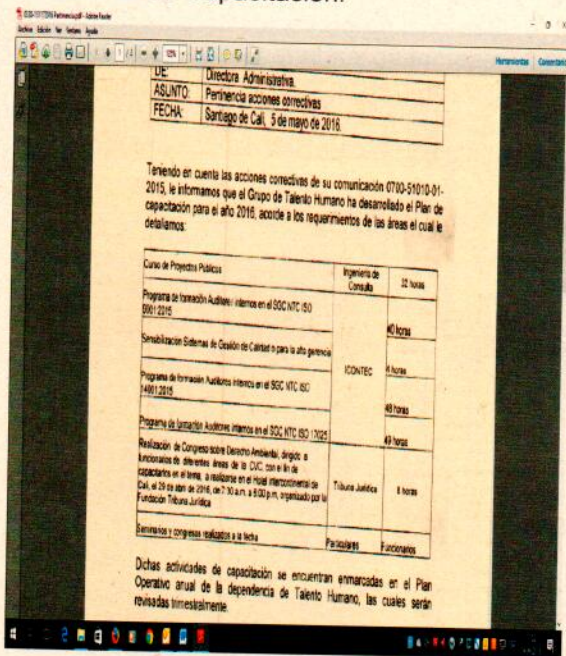 pacitación.
Archivo Edición Ver Ventana Ayuda
Herramientas Comentario
DE: Directora Administrativa.
ASUNTO: Pertinencia acciones correctivas
FECHA: Santiago de Cali, 5 de mayo de 2016.
Teniendo en cuenta las acciones correctivas de su comunicación 0700-51010-01-
2015, le informamos que el Grupo de Talento Humano ha desarrollado el Plan de
capacitación para el año 2016, acorde a los requerimientos de las áreas el cual le
detallamos:
Curso de Proyectos Públicos Ingeniería de Consulta 32 horas
Programa de formación Auditores internos en el SGC NTC ISO
9001:2015 40 horas
Sensibilización Sistemas de Gestión de Calidad para la alta gerencia 4 horas
ICONTEC
Programa de formación Auditores internos en el SGC NTC ISO
14001:2015 48 horas
Programa de formación Auditores internos en el SGC NTC ISO 17025 49 horas
Realización de Congreso sobre Derecho Ambiental, dirigido a
funcionarios de diferentes áreas de la CVC, con el fin de
capacitarlos en el tema, a realizarse en el Hotel intercontinental de
Cali, el 29 de abril de 2016, de 7:30 a.m. a 5:00 p.m, organizado por la
Fundación Tribuna Jurídica
Tribuna Jurídica 8 horas
Seminarios y congresos realizados a la fecha Particulares Funcionarios
Dichas actividades de capacitación se encuentran enmarcadas en el Plan
Operativo anual de la dependencia de Talento Humano, las cuales serán
revisadas trimestralmente.